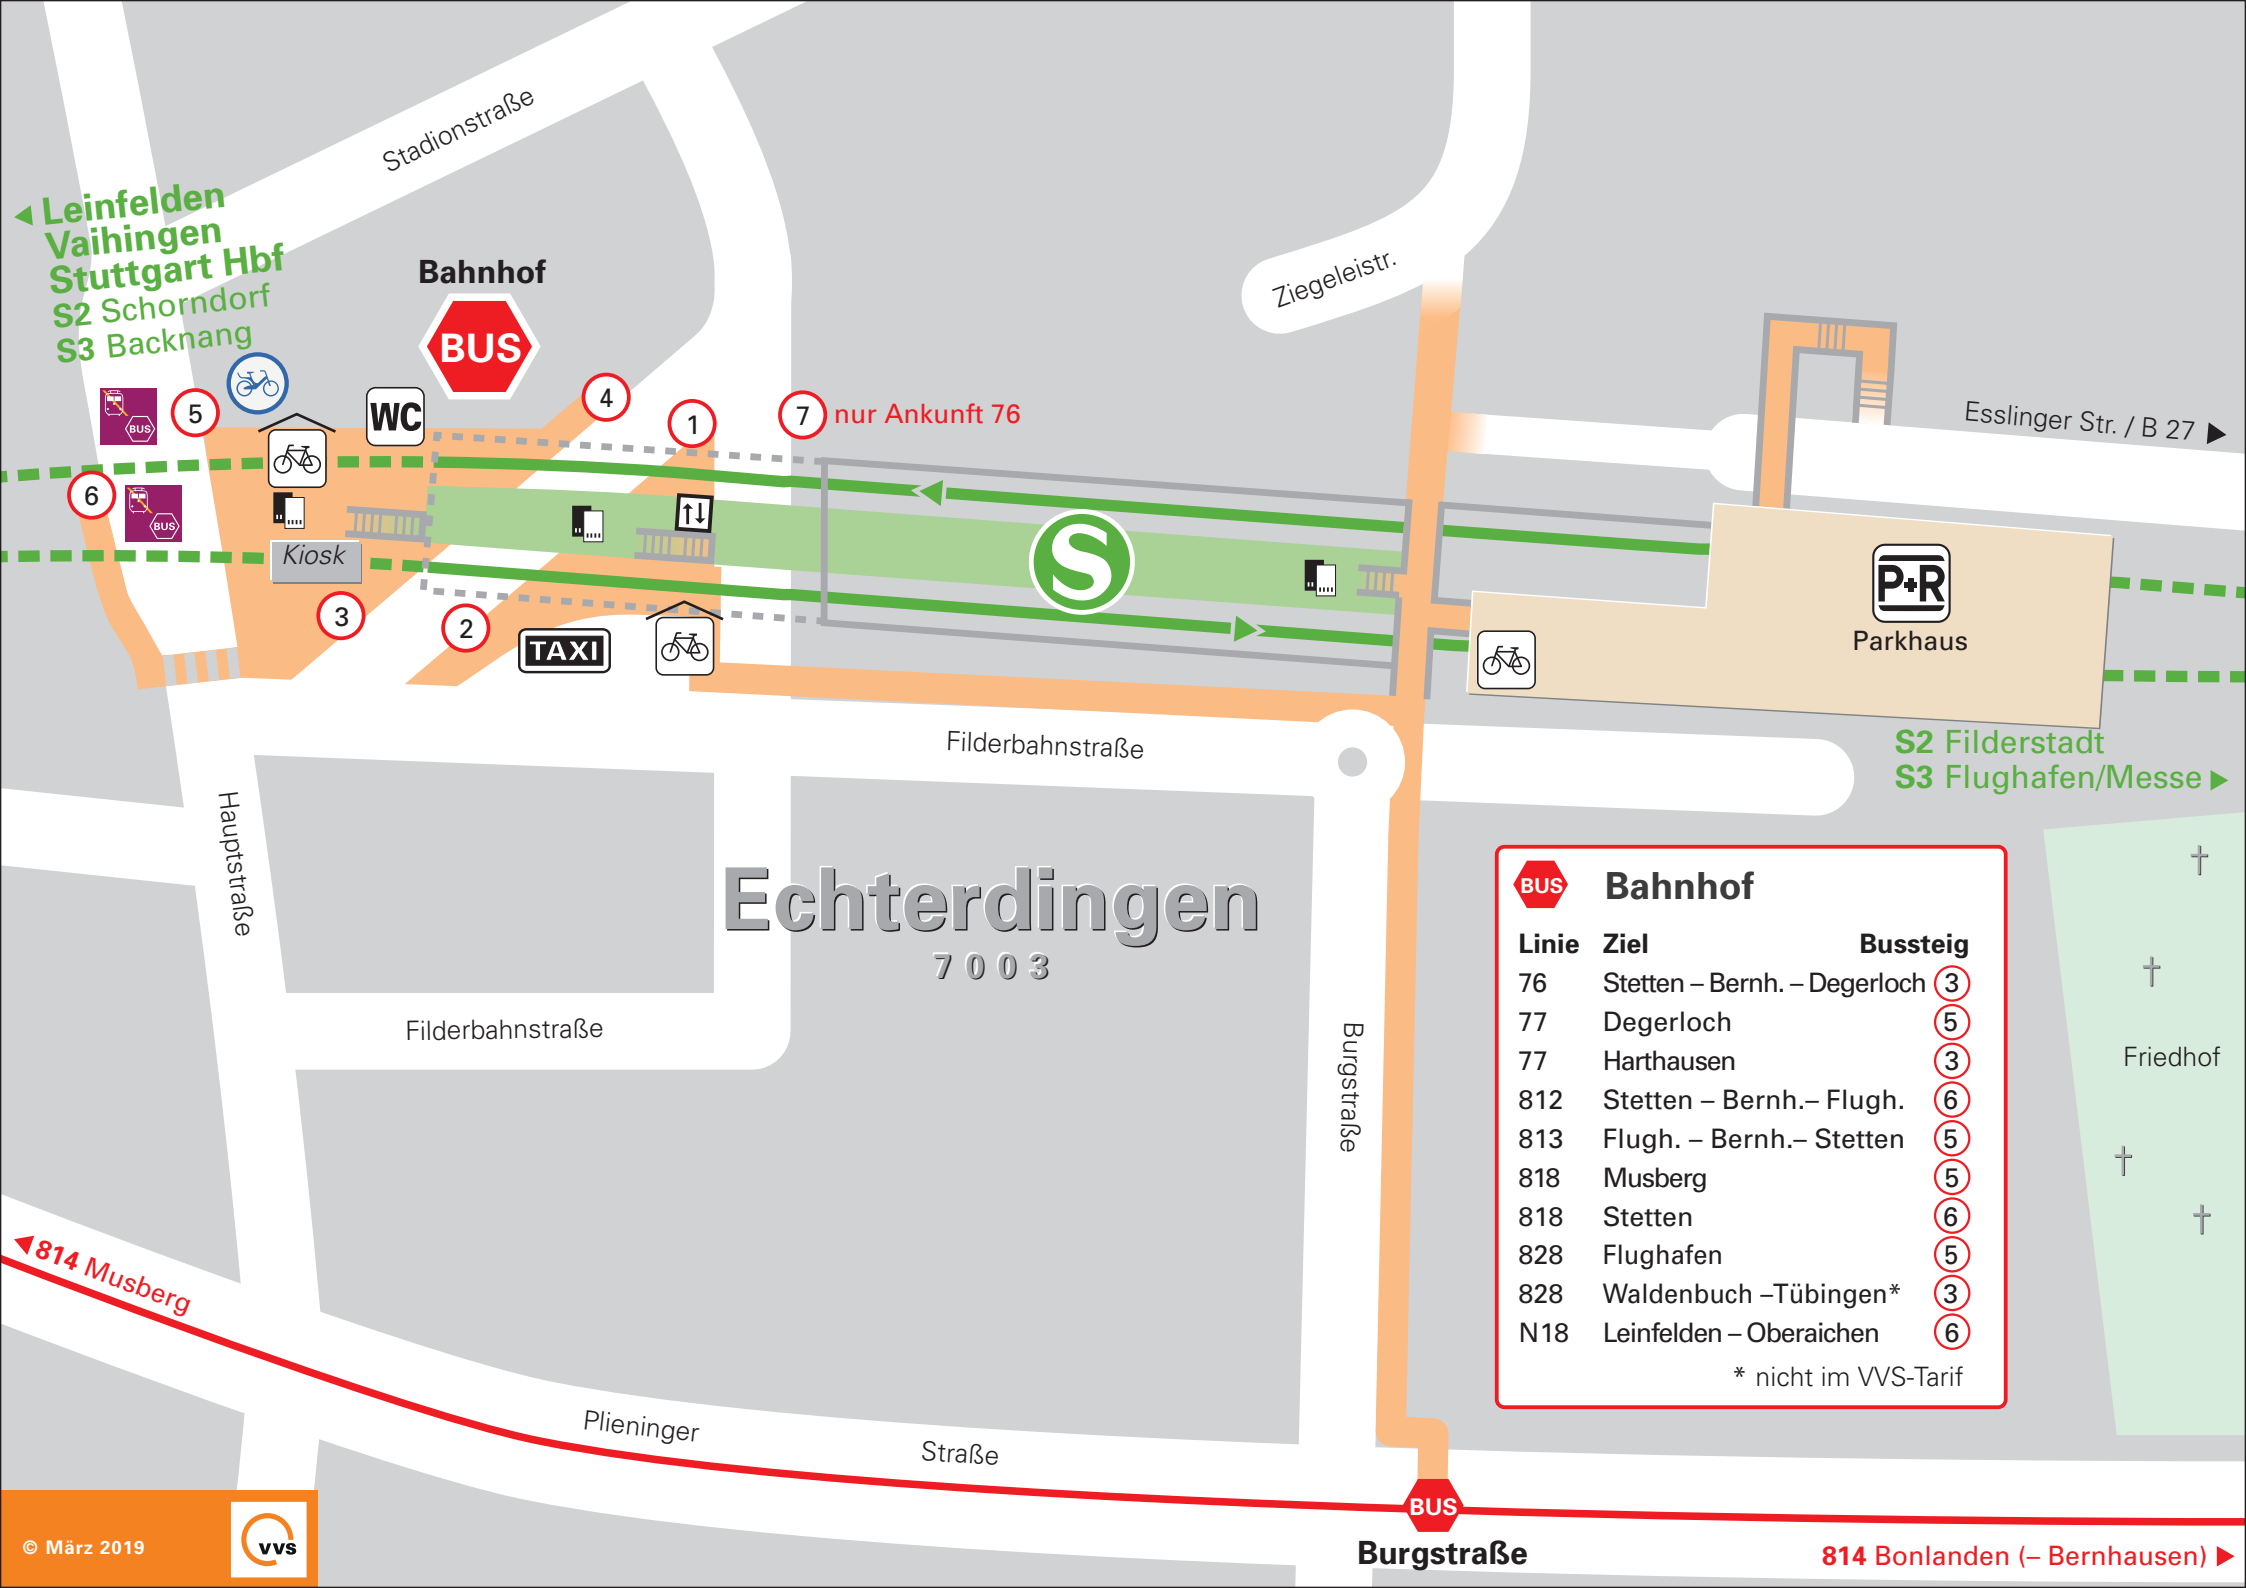 Stadionstraße
Leinfelden
Vaihingen
Stuttgart Hbf
S2 Schorndorf
S3 Backnang
Bahnhof
BUS
Ziegeleistr.
Esslinger Str. / B 27
BUS
5
WC
4
1
7 nur Ankunft 76
6
BUS
Kiosk
S
P+R
Parkhaus
3
2
TAXI
S2 Filderstadt
S3 Flughafen/Messe
Filderbahnstraße
Hauptstraße
Echterdingen
7003
Filderbahnstraße
Burgstraße
Friedhof
BUS Bahnhof
Linie Ziel Bussteig
76 Stetten – Bernh. – Degerloch 3
77 Degerloch 5
77 Harthausen 3
812 Stetten – Bernh.– Flugh. 6
813 Flugh. – Bernh.– Stetten 5
818 Musberg 5
818 Stetten 6
828 Flughafen 5
828 Waldenbuch –Tübingen* 3
N18 Leinfelden – Oberaichen 6
* nicht im VVS-Tarif
814 Musberg
Plieninger Straße
BUS
Burgstraße
814 Bonlanden (– Bernhausen)
© März 2019
vvs